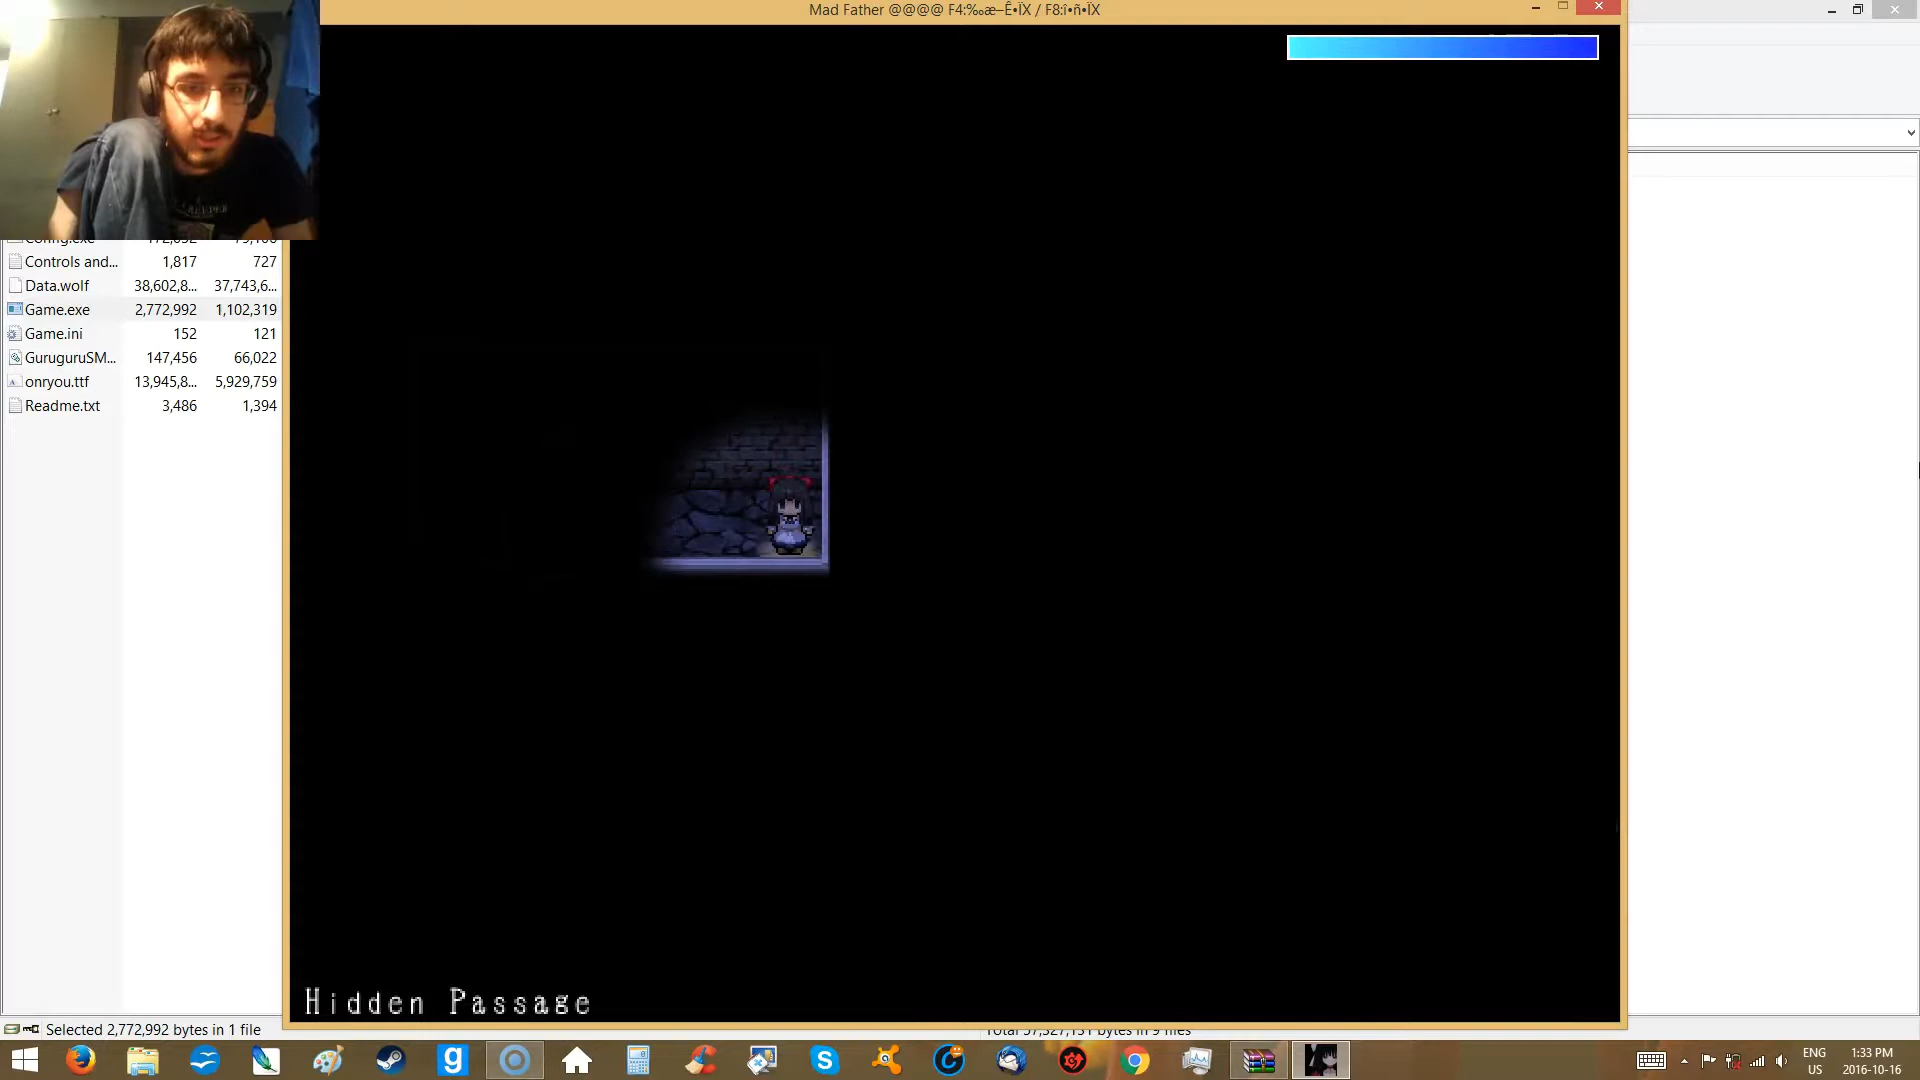 Mad Father @@@@ F4:‰æ–Ê•ÏX / F8:î•ñ•ÏX
Controls and... 1,817 727
Data.wolf 38,602,8... 37,743,6...
Game.exe 2,772,992 1,102,319
Game.ini 152 121
GuruguruSM... 147,456 66,022
onryou.ttf 13,945,8... 5,929,759
Readme.txt 3,486 1,394
Hidden Passage
Selected 2,772,992 bytes in 1 file
ENG
US
1:33 PM
2016-10-16